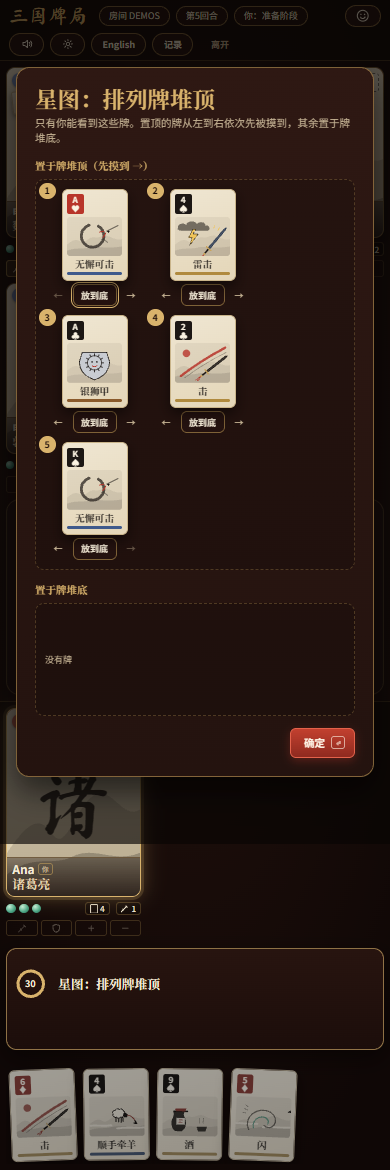 三国牌局
房间 DEMOS
第5回合
你：准备阶段
English
记录
离开
星图：排列牌堆顶
只有你能看到这些牌。置顶的牌从左到右依次先被摸到，其余置于牌堆底。
置于牌堆顶（先摸到 →）
1
A
无懈可击
← 放到底 →
2
4
雷击
← 放到底 →
3
A
银狮甲
← 放到底 →
4
2
击
← 放到底 →
5
K
无懈可击
← 放到底 →
置于牌堆底
没有牌
确定
诸
Ana 你
诸葛亮
4
1
30
星图：排列牌堆顶
6
击
4
顺手牵羊
9
酒
5
闪